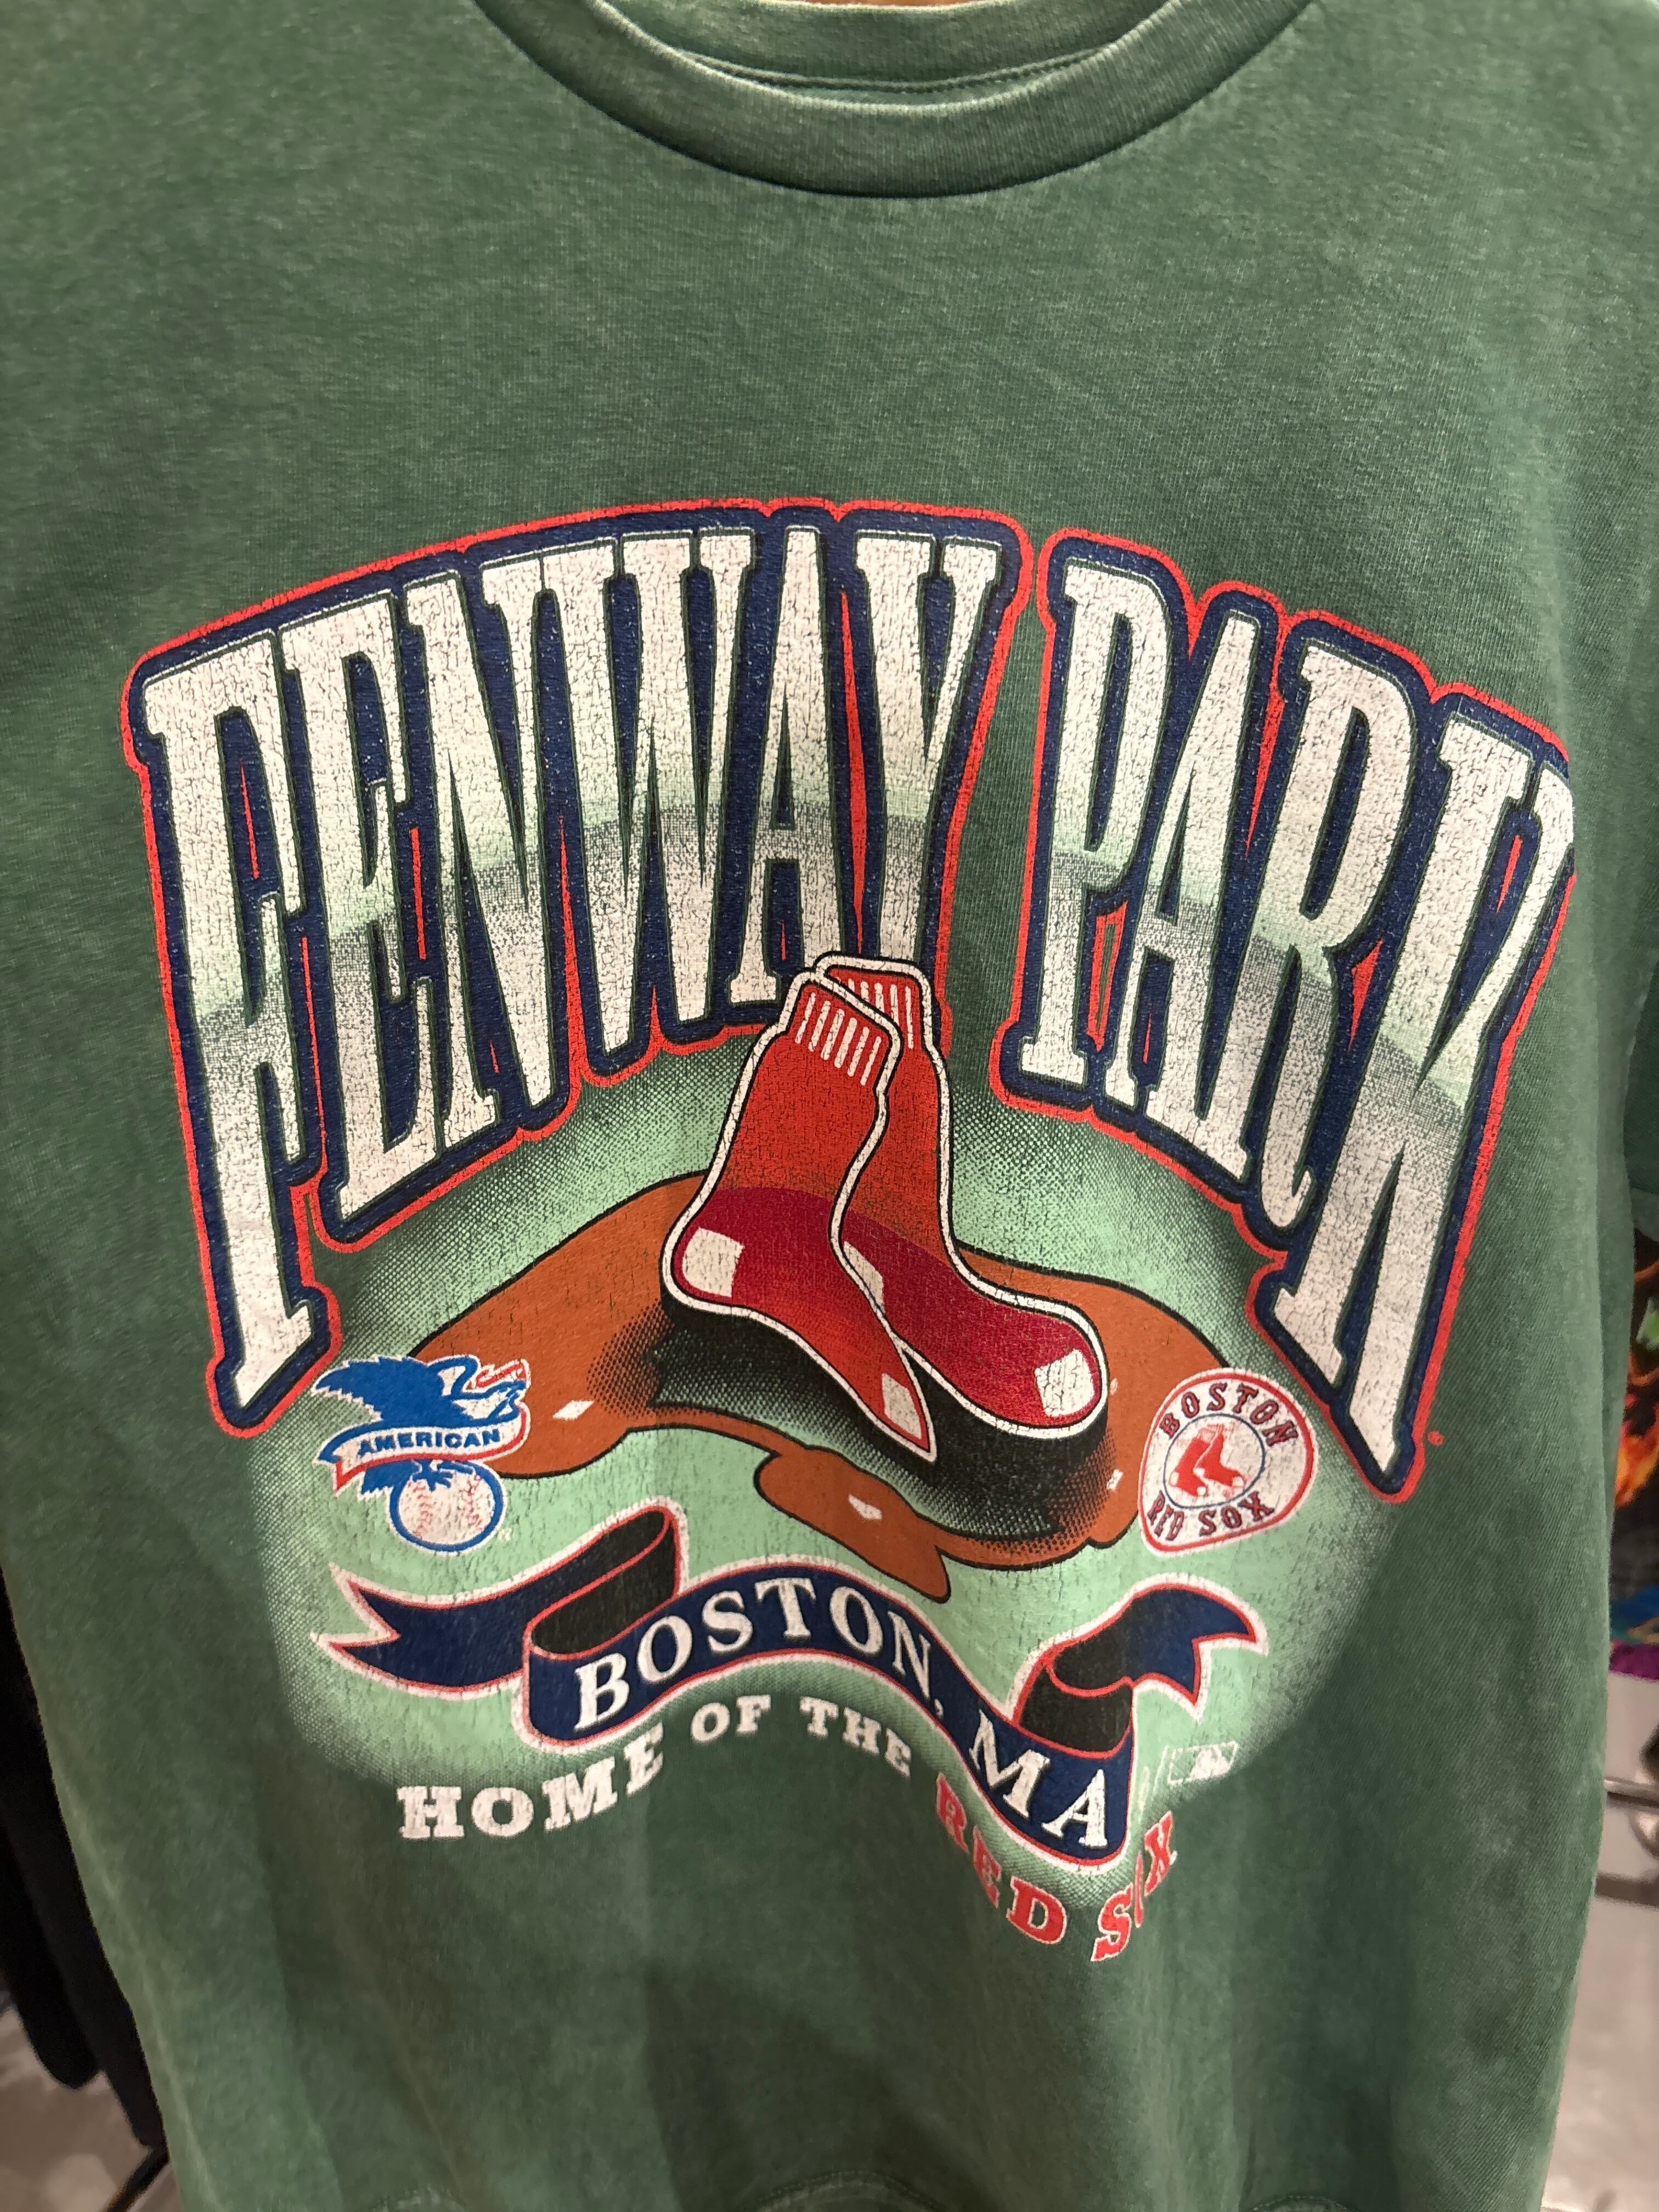 FENWAY PARK
AMERICAN
BOSTON
RED SOX
BOSTON, MA
HOME OF THE RED SOX